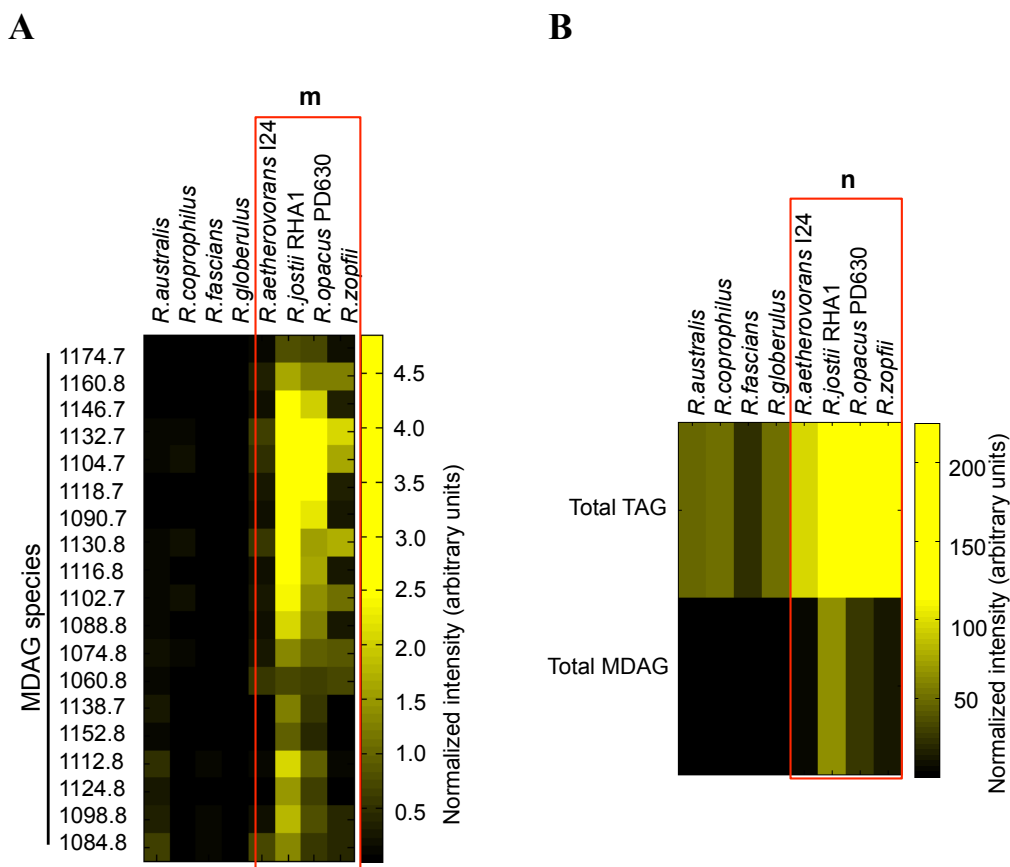 A
m
R.australis
R.coprophilus
R.fascians
R.globerulus
R.aetherovorans I24
R.jostii RHA1
R.opacus PD630
R.zopfii
MDAG species
1174.7
1160.8
1146.7
1132.7
1104.7
1118.7
1090.7
1130.8
1116.8
1102.7
1088.8
1074.8
1060.8
1138.7
1152.8
1112.8
1124.8
1098.8
1084.8
4.5
4.0
3.5
3.0
2.5
2.0
1.5
1.0
0.5
Normalized intensity (arbitrary units)
B
n
R.australis
R.coprophilus
R.fascians
R.globerulus
R.aetherovorans I24
R.jostii RHA1
R.opacus PD630
R.zopfii
Total TAG
Total MDAG
200
150
100
50
Normalized intensity (arbitrary units)